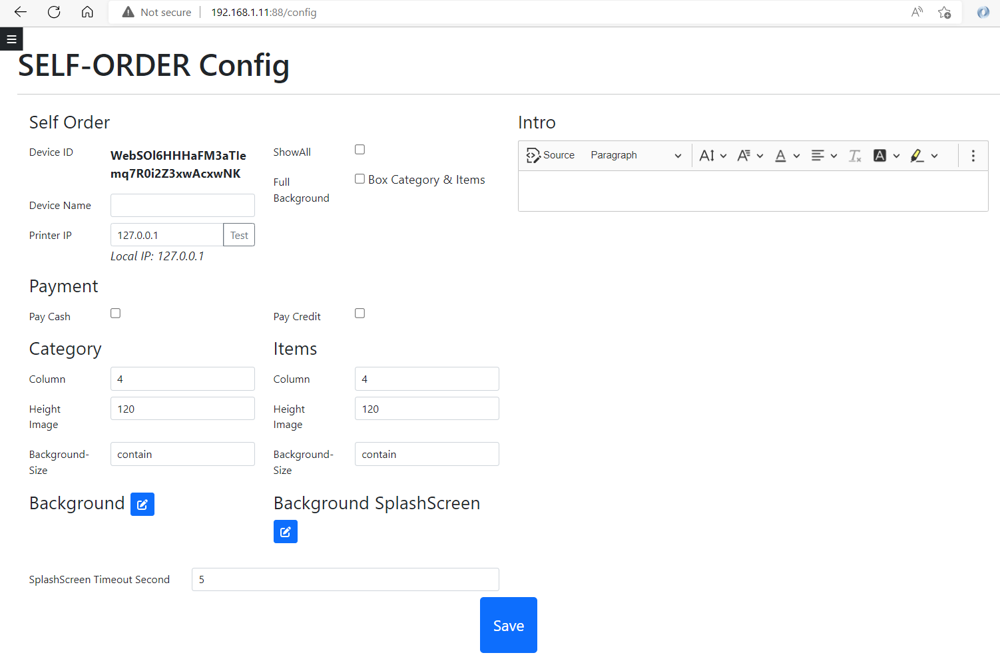 Not secure
192.168.1.11:88/config
SELF-ORDER Config
Self Order
Device ID
WebSOl6HHHaFM3aTIe
mq7R0i2Z3xwAcxwNK
Device Name
Printer IP
127.0.0.1
Test
Local IP: 127.0.0.1
ShowAll
Full
Background
Box Category & Items
Payment
Pay Cash
Pay Credit
Category
Column
4
Height
Image
120
Background-
Size
contain
Items
Column
4
Height
Image
120
Background-
Size
contain
Background
Background SplashScreen
SplashScreen Timeout Second
5
Intro
Source
Paragraph
Save